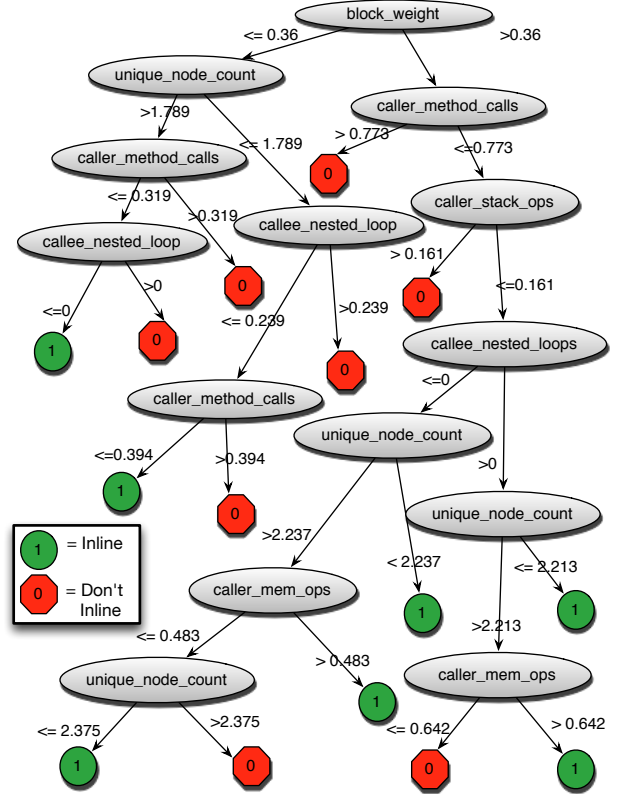 block_weight
<= 0.36
>0.36
unique_node_count
caller_method_calls
>1.789
<= 1.789
> 0.773
<=0.773
caller_method_calls
0
caller_stack_ops
<= 0.319
>0.319
callee_nested_loop
callee_nested_loop
> 0.161
<=0.161
<=0
>0
0
0
1
0
<= 0.239
>0.239
callee_nested_loops
0
<=0
>0
caller_method_calls
unique_node_count
<=0.394
>0.394
1
0
unique_node_count
>2.237
< 2.237
<= 2.213
>2.213
1 = Inline
0 = Don't
Inline
caller_mem_ops
1
1
<= 0.483
> 0.483
unique_node_count
caller_mem_ops
1
<= 2.375
>2.375
<= 0.642
> 0.642
1
0
0
1